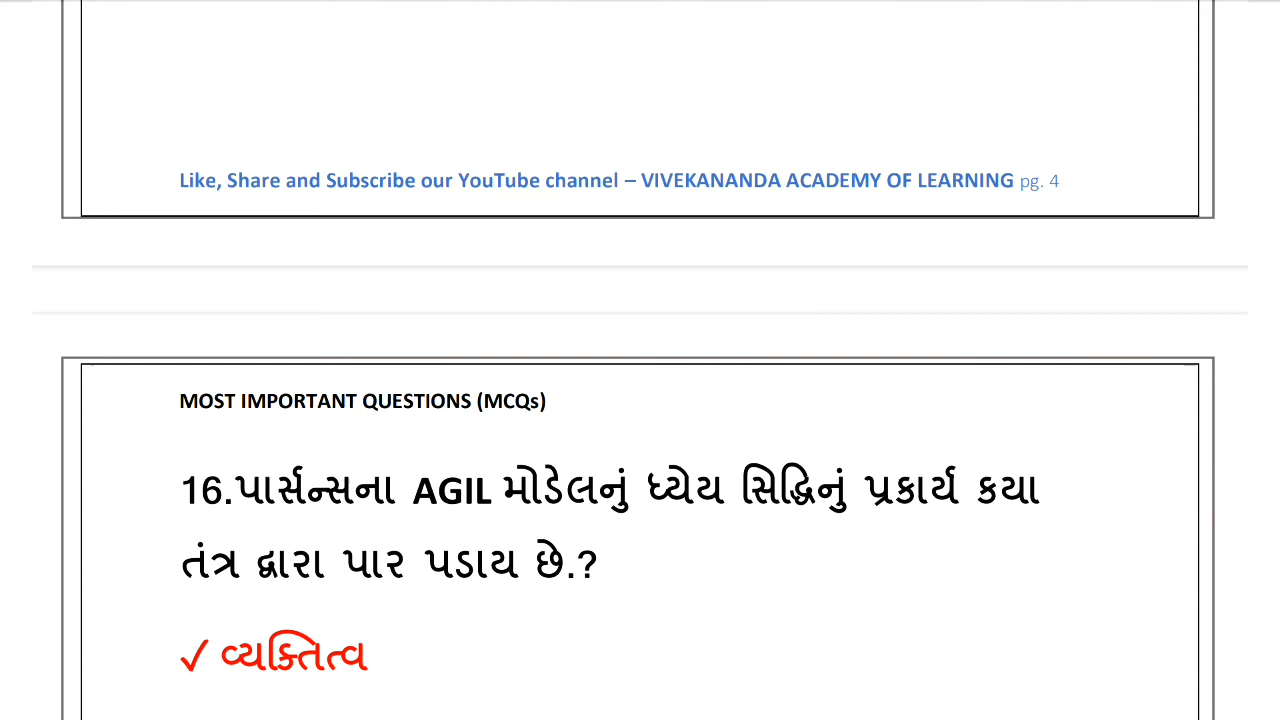 Like, Share and Subscribe our YouTube channel – VIVEKANANDA ACADEMY OF LEARNING pg. 4
MOST IMPORTANT QUESTIONS (MCQs)
16.પાર્સન્સના AGIL મોડેલનું ધ્યેય સિદ્ધિનું પ્રકાર્ય કયા
તંત્ર દ્વારા પાર પડાય છે.?
✓ વ્યક્તિત્વ